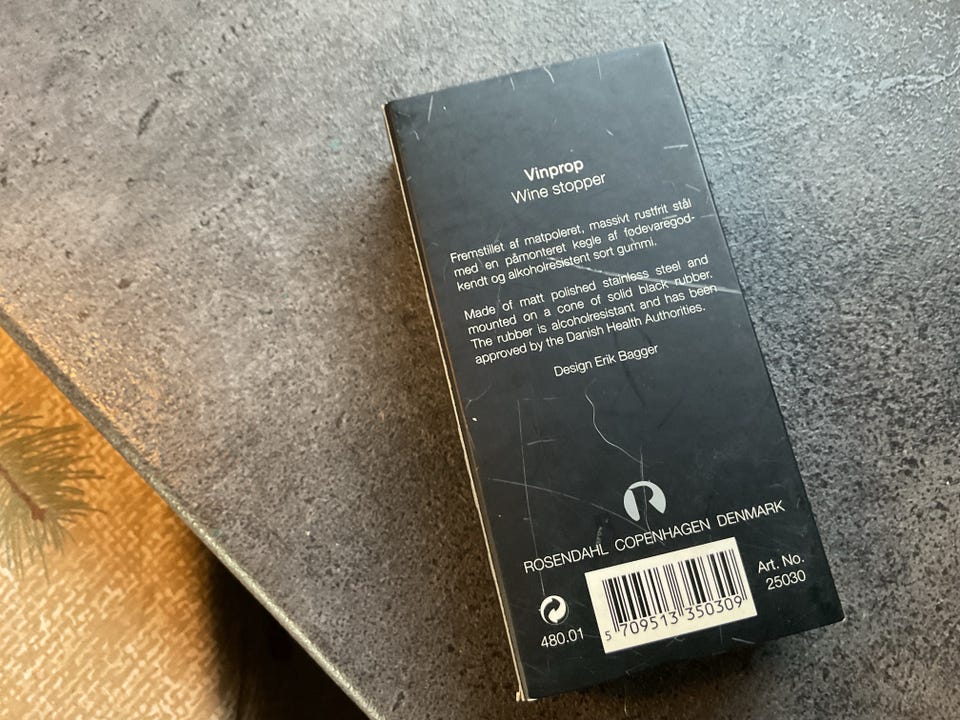 Vinprop
Wine stopper
Fremstillet af matpoleret, massivt rustfrit stål
med en påmonteret kegle af fødevaregod-
kendt og alkoholresistent sort gummi.
Made of matt polished stainless steel and
mounted on a cone of solid black rubber.
The rubber is alcoholresistant and has been
approved by the Danish Health Authorities.
Design Erik Bagger
R
ROSENDAHL COPENHAGEN DENMARK
480.01
5 709513 350309
Art. No.
25030